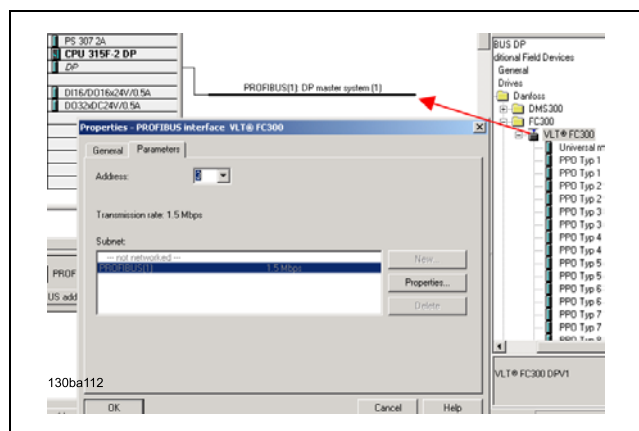 PS 307 2A
CPU 315F-2 DP
DP
DI16/DO16x24V/0.5A
DO32xDC24V/0.5A
PROFIBUS(1): DP master system (1)
BUS DP
ditional Field Devices
General
Drives
Danfoss
DMS300
FC300
VLT® FC300
Universal m
PPO Typ 1
PPO Typ 1
PPO Typ 2
PPO Typ 2
PPO Typ 3
PPO Typ 3
PPO Typ 4
PPO Typ 4
PPO Typ 5
PPO Typ 5
PPO Typ 6
PPO Typ 6
PPO Typ 7
PPO Typ 7
PPO Typ 8
VLT® FC300 DPV1
Properties - PROFIBUS interface VLT® FC300
General
Parameters
Address:
Transmission rate: 1.5 Mbps
Subnet:
--- not networked ---
PROFIBUS(1) 1.5 Mbps
New...
Properties...
Delete
PROF
US add
130ba112
OK
Cancel
Help